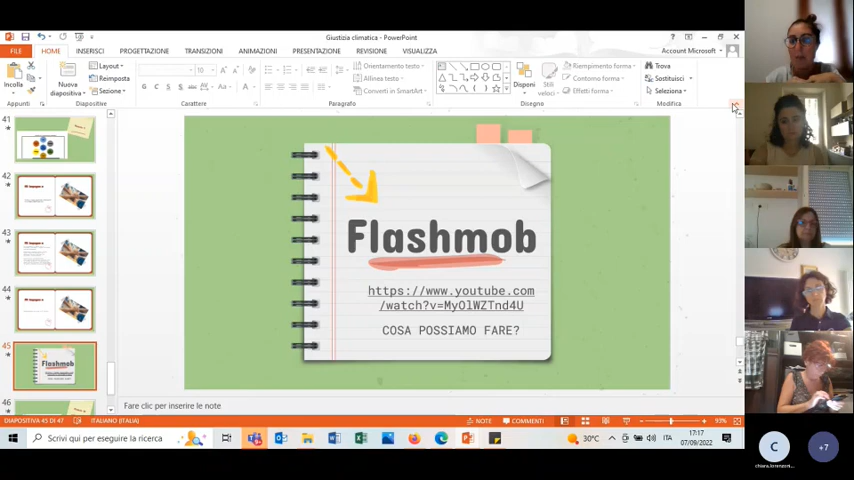 Giustizia climatica - PowerPoint
FILE
HOME
INSERISCI
PROGETTAZIONE
TRANSIZIONI
ANIMAZIONI
PRESENTAZIONE
REVISIONE
VISUALIZZA
Account Microsoft
Incolla
Nuova
diapositiva
Layout
Reimposta
Sezione
Orientamento testo
Allinea testo
Converti in SmartArt
Disponi
Stili
veloci
Riempimento forma
Contorno forma
Effetti forma
Trova
Sostituisci
Seleziona
Appunti
Diapositive
Carattere
Paragrafo
Disegno
Modifica
41
42
43
44
45
Flashmob
46
Flashmob
https://www.youtube.com
/watch?v=MyOlWZTnd4U
COSA POSSIAMO FARE?
Fare clic per inserire le note
DIAPOSITIVA 45 DI 47
ITALIANO (ITALIA)
NOTE
COMMENTI
93%
Scrivi qui per eseguire la ricerca
30°C
ITA
17:17
07/09/2022
C
+7